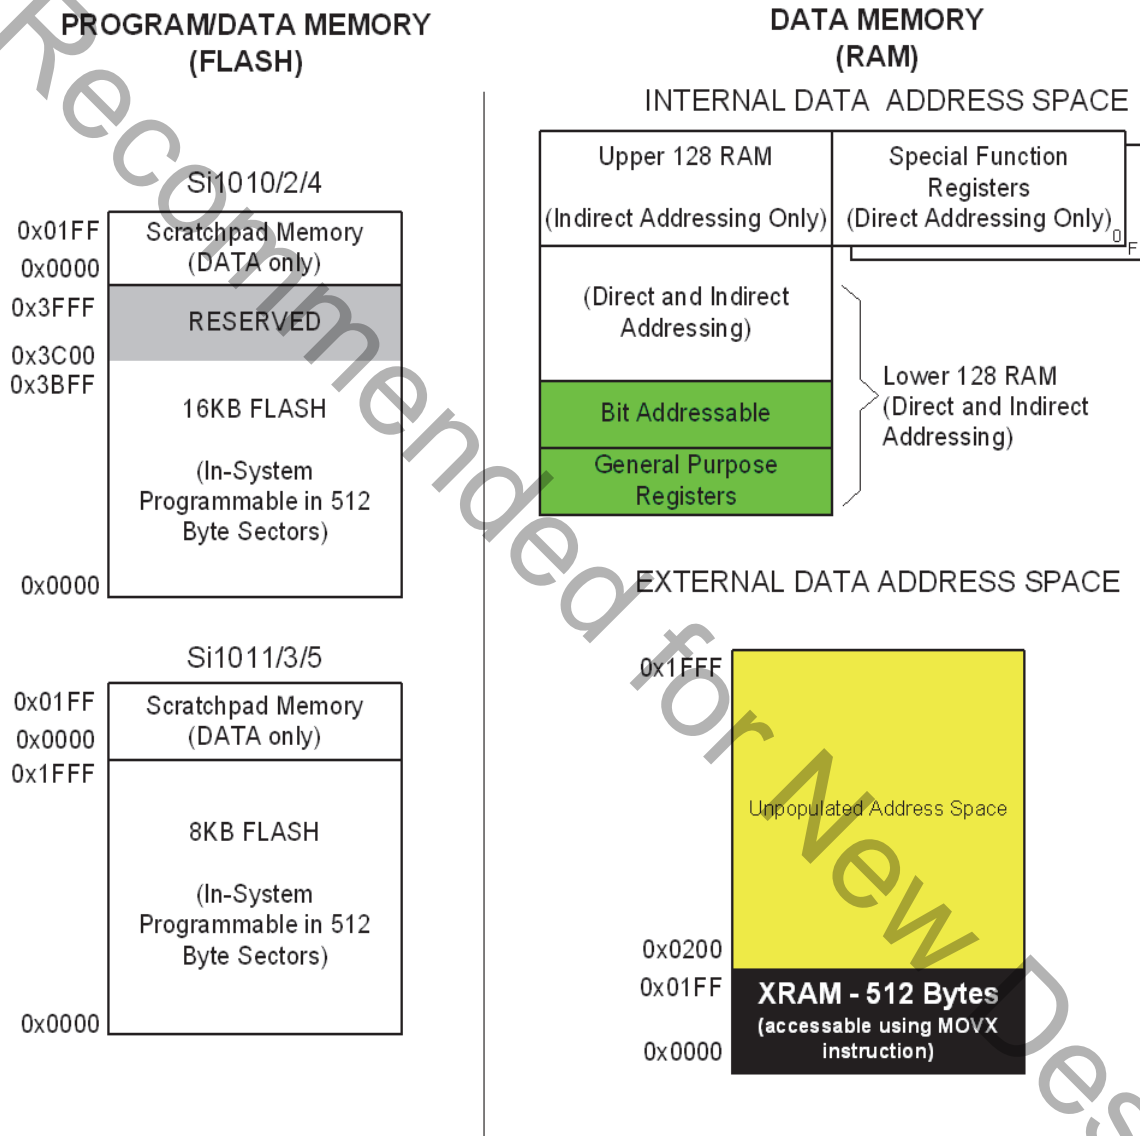 PROGRAM/DATA MEMORY
(FLASH)
Si1010/2/4
0x01FF
0x0000
Scratchpad Memory
(DATA only)
0x3FFF
0x3C00
RESERVED
0x3BFF
16KB FLASH
(In-System
Programmable in 512
Byte Sectors)
0x0000
Si1011/3/5
0x01FF
0x0000
Scratchpad Memory
(DATA only)
0x1FFF
8KB FLASH
(In-System
Programmable in 512
Byte Sectors)
0x0000
DATA MEMORY
(RAM)
INTERNAL DATA ADDRESS SPACE
Upper 128 RAM
(Indirect Addressing Only)
Special Function
Registers
(Direct Addressing Only)
0
F
(Direct and Indirect
Addressing)
Bit Addressable
General Purpose
Registers
Lower 128 RAM
(Direct and Indirect
Addressing)
EXTERNAL DATA ADDRESS SPACE
0x1FFF
Unpopulated Address Space
0x0200
0x01FF
XRAM - 512 Bytes
(accessable using MOVX
instruction)
0x0000
Recommended for New Des